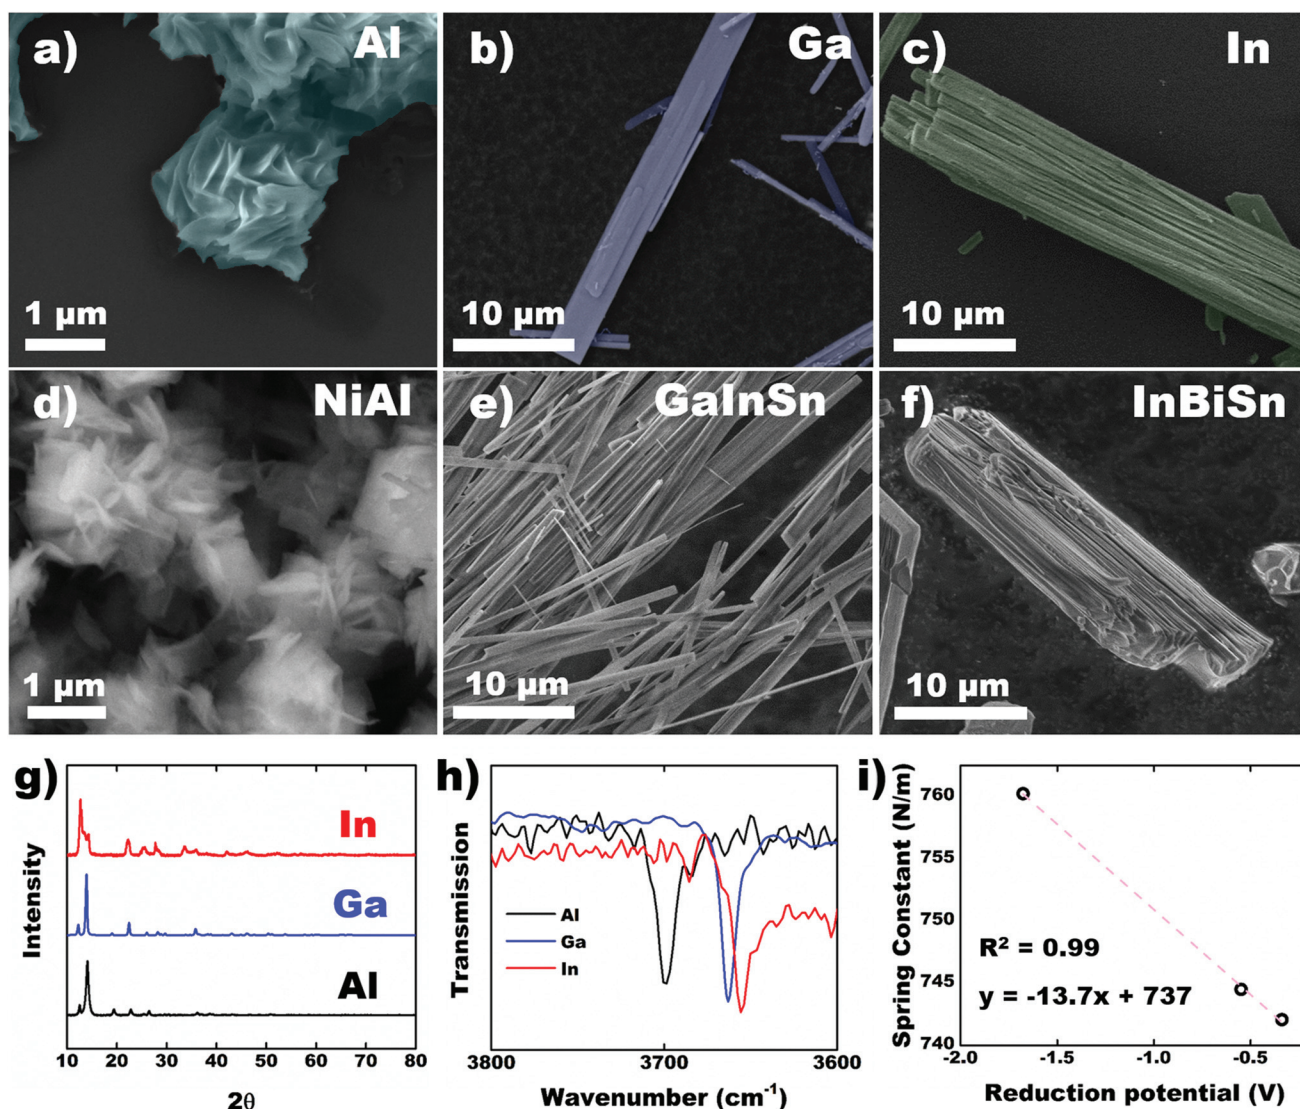 a) Al
1 µm
b) Ga
10 µm
c) In
10 µm
d) NiAl
1 µm
e) GaInSn
10 µm
f) InBiSn
10 µm
g)
Intensity
In
Ga
Al
10 20 30 40 50 60 70 80
2θ
h)
Transmission
Al
Ga
In
3800 3700 3600
Wavenumber (cm⁻¹)
i)
Spring Constant (N/m)
760
755
750
745
740
R² = 0.99
y = -13.7x + 737
-2.0 -1.5 -1.0 -0.5
Reduction potential (V)